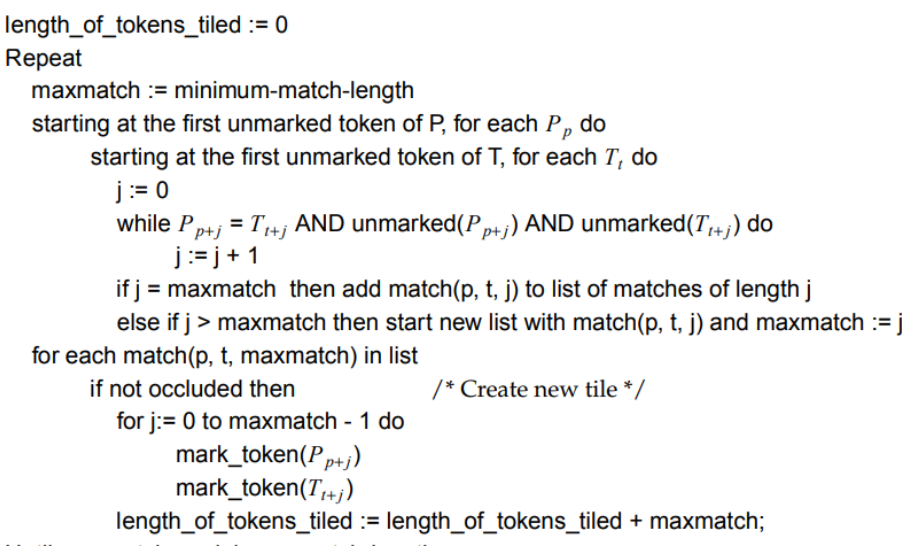 length_of_tokens_tiled := 0
Repeat
maxmatch := minimum-match-length
starting at the first unmarked token of P, for each P_p do
starting at the first unmarked token of T, for each T_t do
j := 0
while P_{p+j} = T_{t+j} AND unmarked(P_{p+j}) AND unmarked(T_{t+j}) do
j := j + 1
if j = maxmatch then add match(p, t, j) to list of matches of length j
else if j > maxmatch then start new list with match(p, t, j) and maxmatch := j
for each match(p, t, maxmatch) in list
if not occluded then /* Create new tile */
for j:= 0 to maxmatch - 1 do
mark_token(P_{p+j})
mark_token(T_{t+j})
length_of_tokens_tiled := length_of_tokens_tiled + maxmatch;